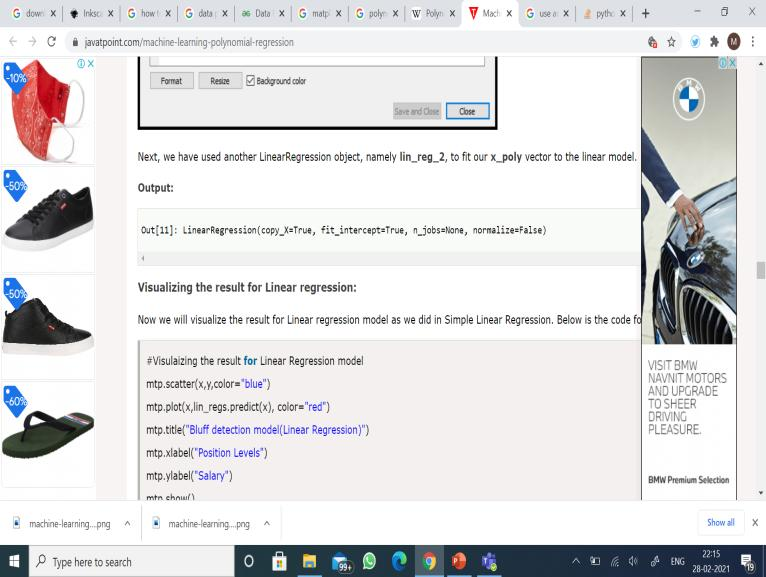 downl
Inksca
how t
data p
Data I
matpl
polyn
Polyn
Mach
use a
pytho
javatpoint.com/machine-learning-polynomial-regression
M
-10%
-50%
-50%
-60%
Format Resize Background color
Save and Close Close
Next, we have used another LinearRegression object, namely lin_reg_2, to fit our x_poly vector to the linear model.
Output:
Out[11]: LinearRegression(copy_X=True, fit_intercept=True, n_jobs=None, normalize=False)
Visualizing the result for Linear regression:
Now we will visualize the result for Linear regression model as we did in Simple Linear Regression. Below is the code fo
#Visulaizing the result for Linear Regression model
mtp.scatter(x,y,color="blue")
mtp.plot(x,lin_regs.predict(x), color="red")
mtp.title("Bluff detection model(Linear Regression)")
mtp.xlabel("Position Levels")
mtp.ylabel("Salary")
mtp.show()
BMW
VISIT BMW
NAVNIT MOTORS
AND UPGRADE
TO SHEER
DRIVING
PLEASURE.
BMW Premium Selection
machine-learning....png
machine-learning....png
Show all
Type here to search
99+
ENG
22:15
28-02-2021
19